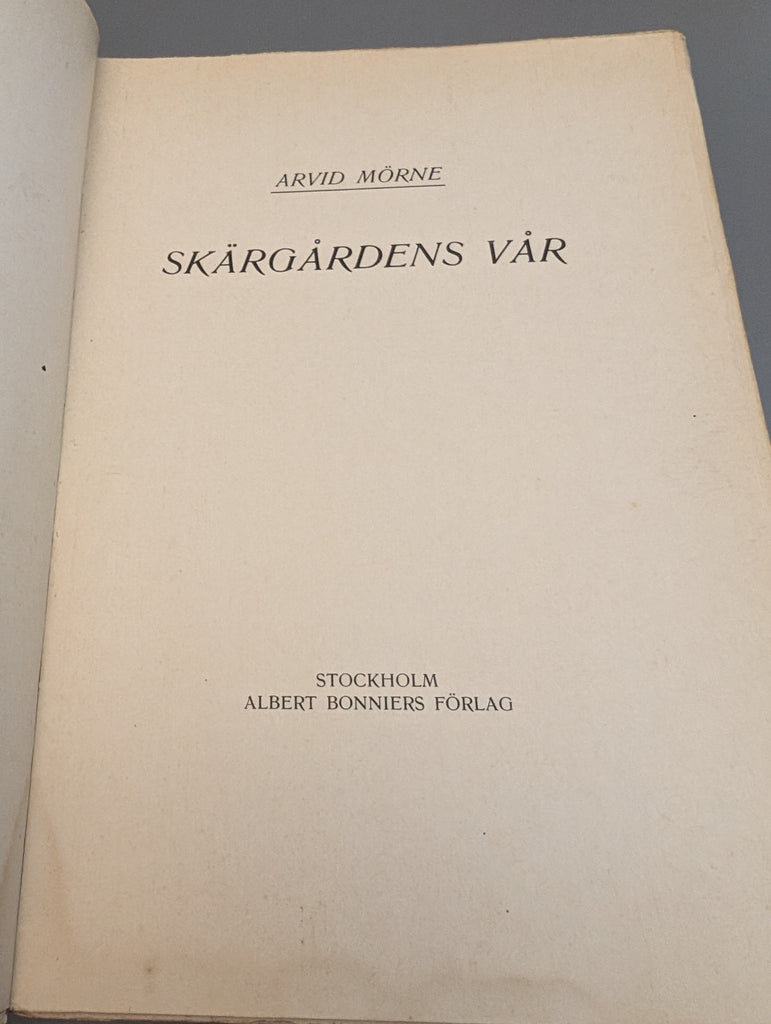 ARVID MÖRNE
SKÄRGÅRDENS VÅR
STOCKHOLM
ALBERT BONNIERS FÖRLAG